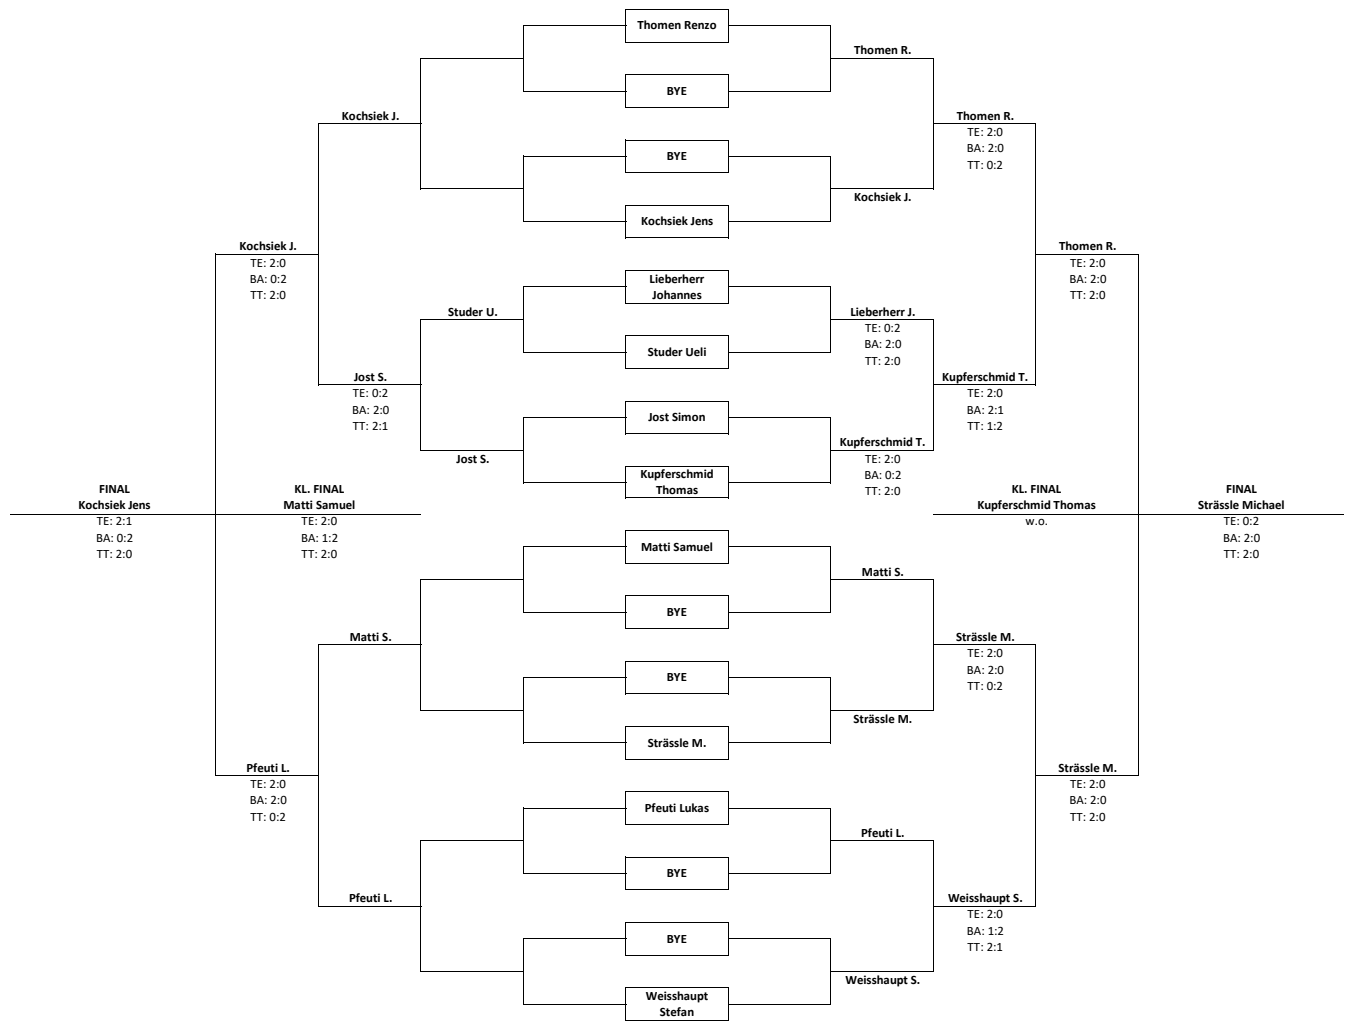 Thomen Renzo
Thomen R.
BYE
Kochsiek J.
Thomen R.
TE: 2:0
BA: 2:0
TT: 0:2
BYE
Kochsiek J.
Kochsiek Jens
Kochsiek J.
TE: 2:0
BA: 0:2
TT: 2:0
Thomen R.
TE: 2:0
BA: 2:0
TT: 2:0
Lieberherr
Johannes
Studer U.
Lieberherr J.
TE: 0:2
BA: 2:0
TT: 2:0
Studer Ueli
Jost S.
TE: 0:2
BA: 2:0
TT: 2:1
Kupferschmid T.
TE: 2:0
BA: 2:1
TT: 1:2
Jost Simon
Jost S.
Kupferschmid T.
TE: 2:0
BA: 0:2
TT: 2:0
Kupferschmid
Thomas
FINAL
Kochsiek Jens
TE: 2:1
BA: 0:2
TT: 2:0
KL. FINAL
Matti Samuel
TE: 2:0
BA: 1:2
TT: 2:0
KL. FINAL
Kupferschmid Thomas
w.o.
FINAL
Strässle Michael
TE: 0:2
BA: 2:0
TT: 2:0
Matti Samuel
Matti S.
BYE
Matti S.
Strässle M.
TE: 2:0
BA: 2:0
TT: 0:2
BYE
Strässle M.
Strässle M.
Pfeuti L.
TE: 2:0
BA: 2:0
TT: 0:2
Strässle M.
TE: 2:0
BA: 2:0
TT: 2:0
Pfeuti Lukas
Pfeuti L.
BYE
Pfeuti L.
Weisshaupt S.
TE: 2:0
BA: 1:2
TT: 2:1
BYE
Weisshaupt S.
Weisshaupt
Stefan